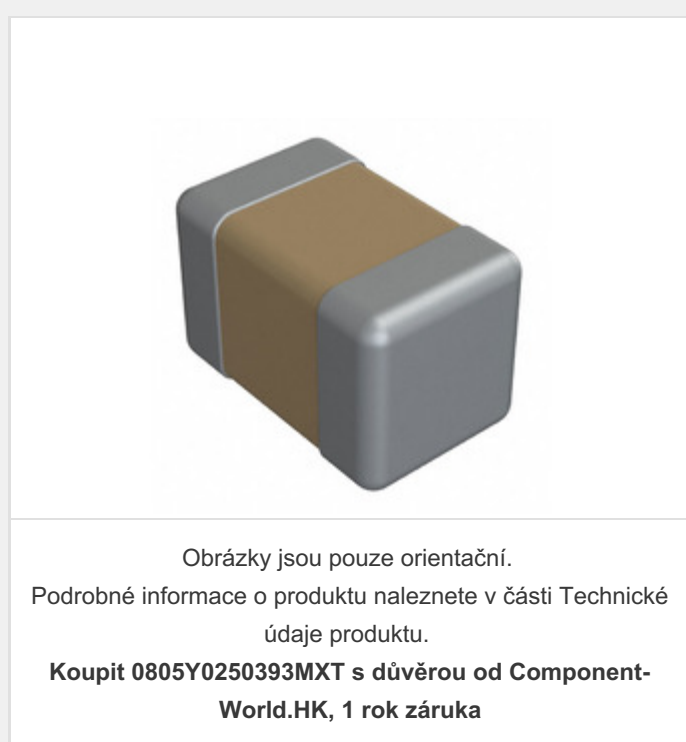 Obrázky jsou pouze orientační.
Podrobné informace o produktu naleznete v části Technické
údaje produktu.
Koupit 0805Y0250393MXT s důvěrou od Component-
World.HK, 1 rok záruka